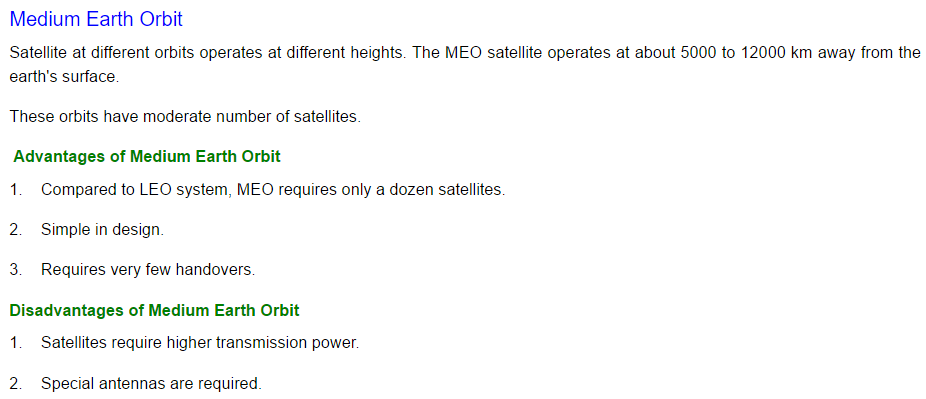 Medium Earth Orbit
Satellite at different orbits operates at different heights. The MEO satellite operates at about 5000 to 12000 km away from the
earth's surface.
These orbits have moderate number of satellites.
Advantages of Medium Earth Orbit
1. Compared to LEO system, MEO requires only a dozen satellites.
2. Simple in design.
3. Requires very few handovers.
Disadvantages of Medium Earth Orbit
1. Satellites require higher transmission power.
2. Special antennas are required.